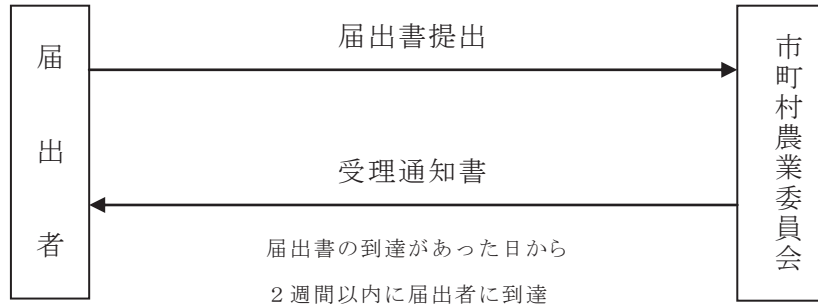 届出者
届出書提出
受理通知書
届出書の到達があった日から
２週間以内に届出者に到達
市町村農業委員会